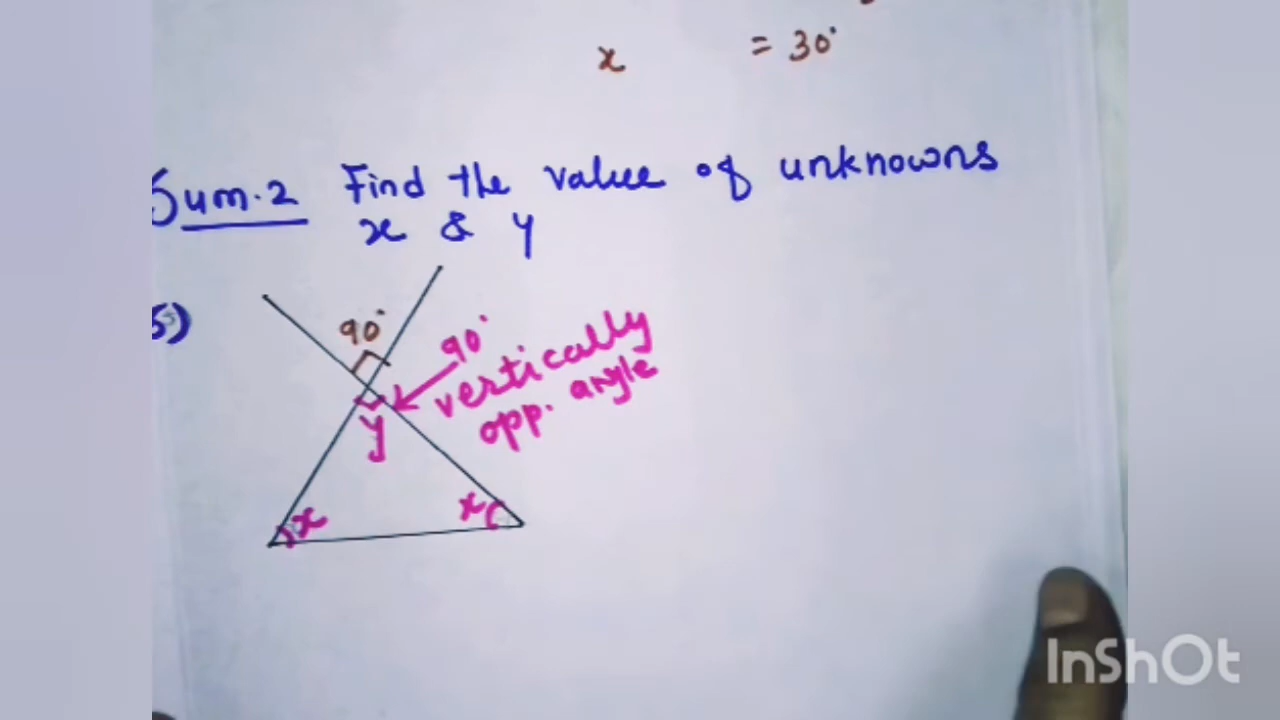 x = 30°
Sum.2 Find the value of unknowns
x & y
5)
90°
90°
vertically
opp. angle
y
x
x
InShOt